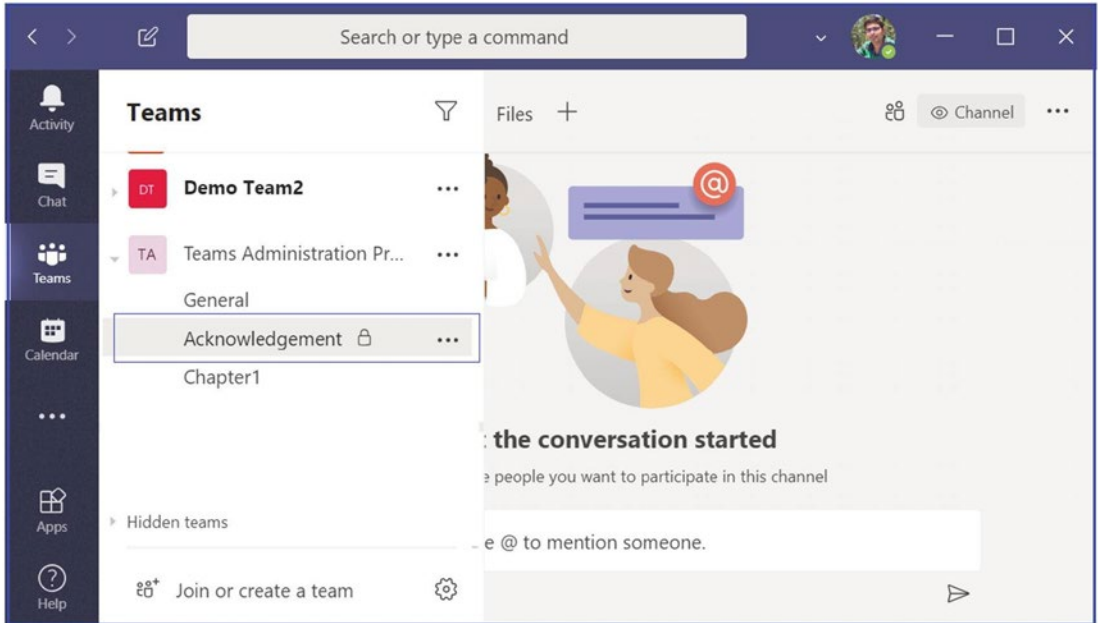 Search or type a command
Activity
Chat
Teams
Calendar
Apps
Help
Teams
DT Demo Team2
TA Teams Administration Pr...
General
Acknowledgement
Chapter1
Hidden teams
Join or create a team
Files
Channel
@
the conversation started
people you want to participate in this channel
@ to mention someone.